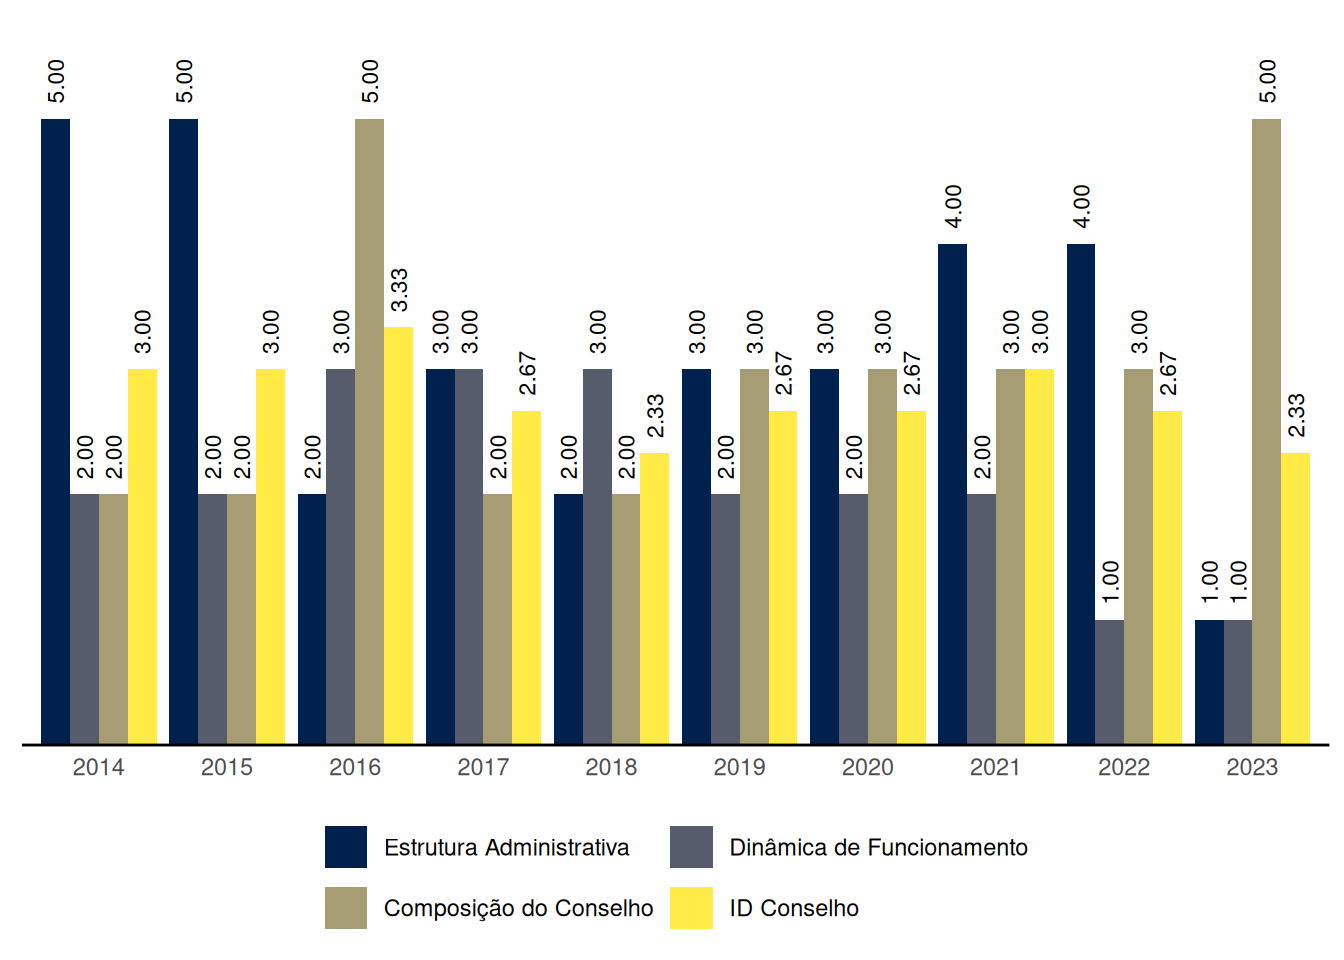 5.00 2.00 2.00 3.00
5.00 2.00 2.00 3.00
2.00 3.00 5.00 3.33
3.00 3.00 2.00 2.67
2.00 3.00 2.00 2.33
3.00 2.00 3.00 2.67
3.00 2.00 3.00 2.67
4.00 2.00 3.00 3.00
4.00 1.00 3.00 2.67
1.00 1.00 5.00 2.33
2014 2015 2016 2017 2018 2019 2020 2021 2022 2023
Estrutura Administrativa Dinâmica de Funcionamento
Composição do Conselho ID Conselho